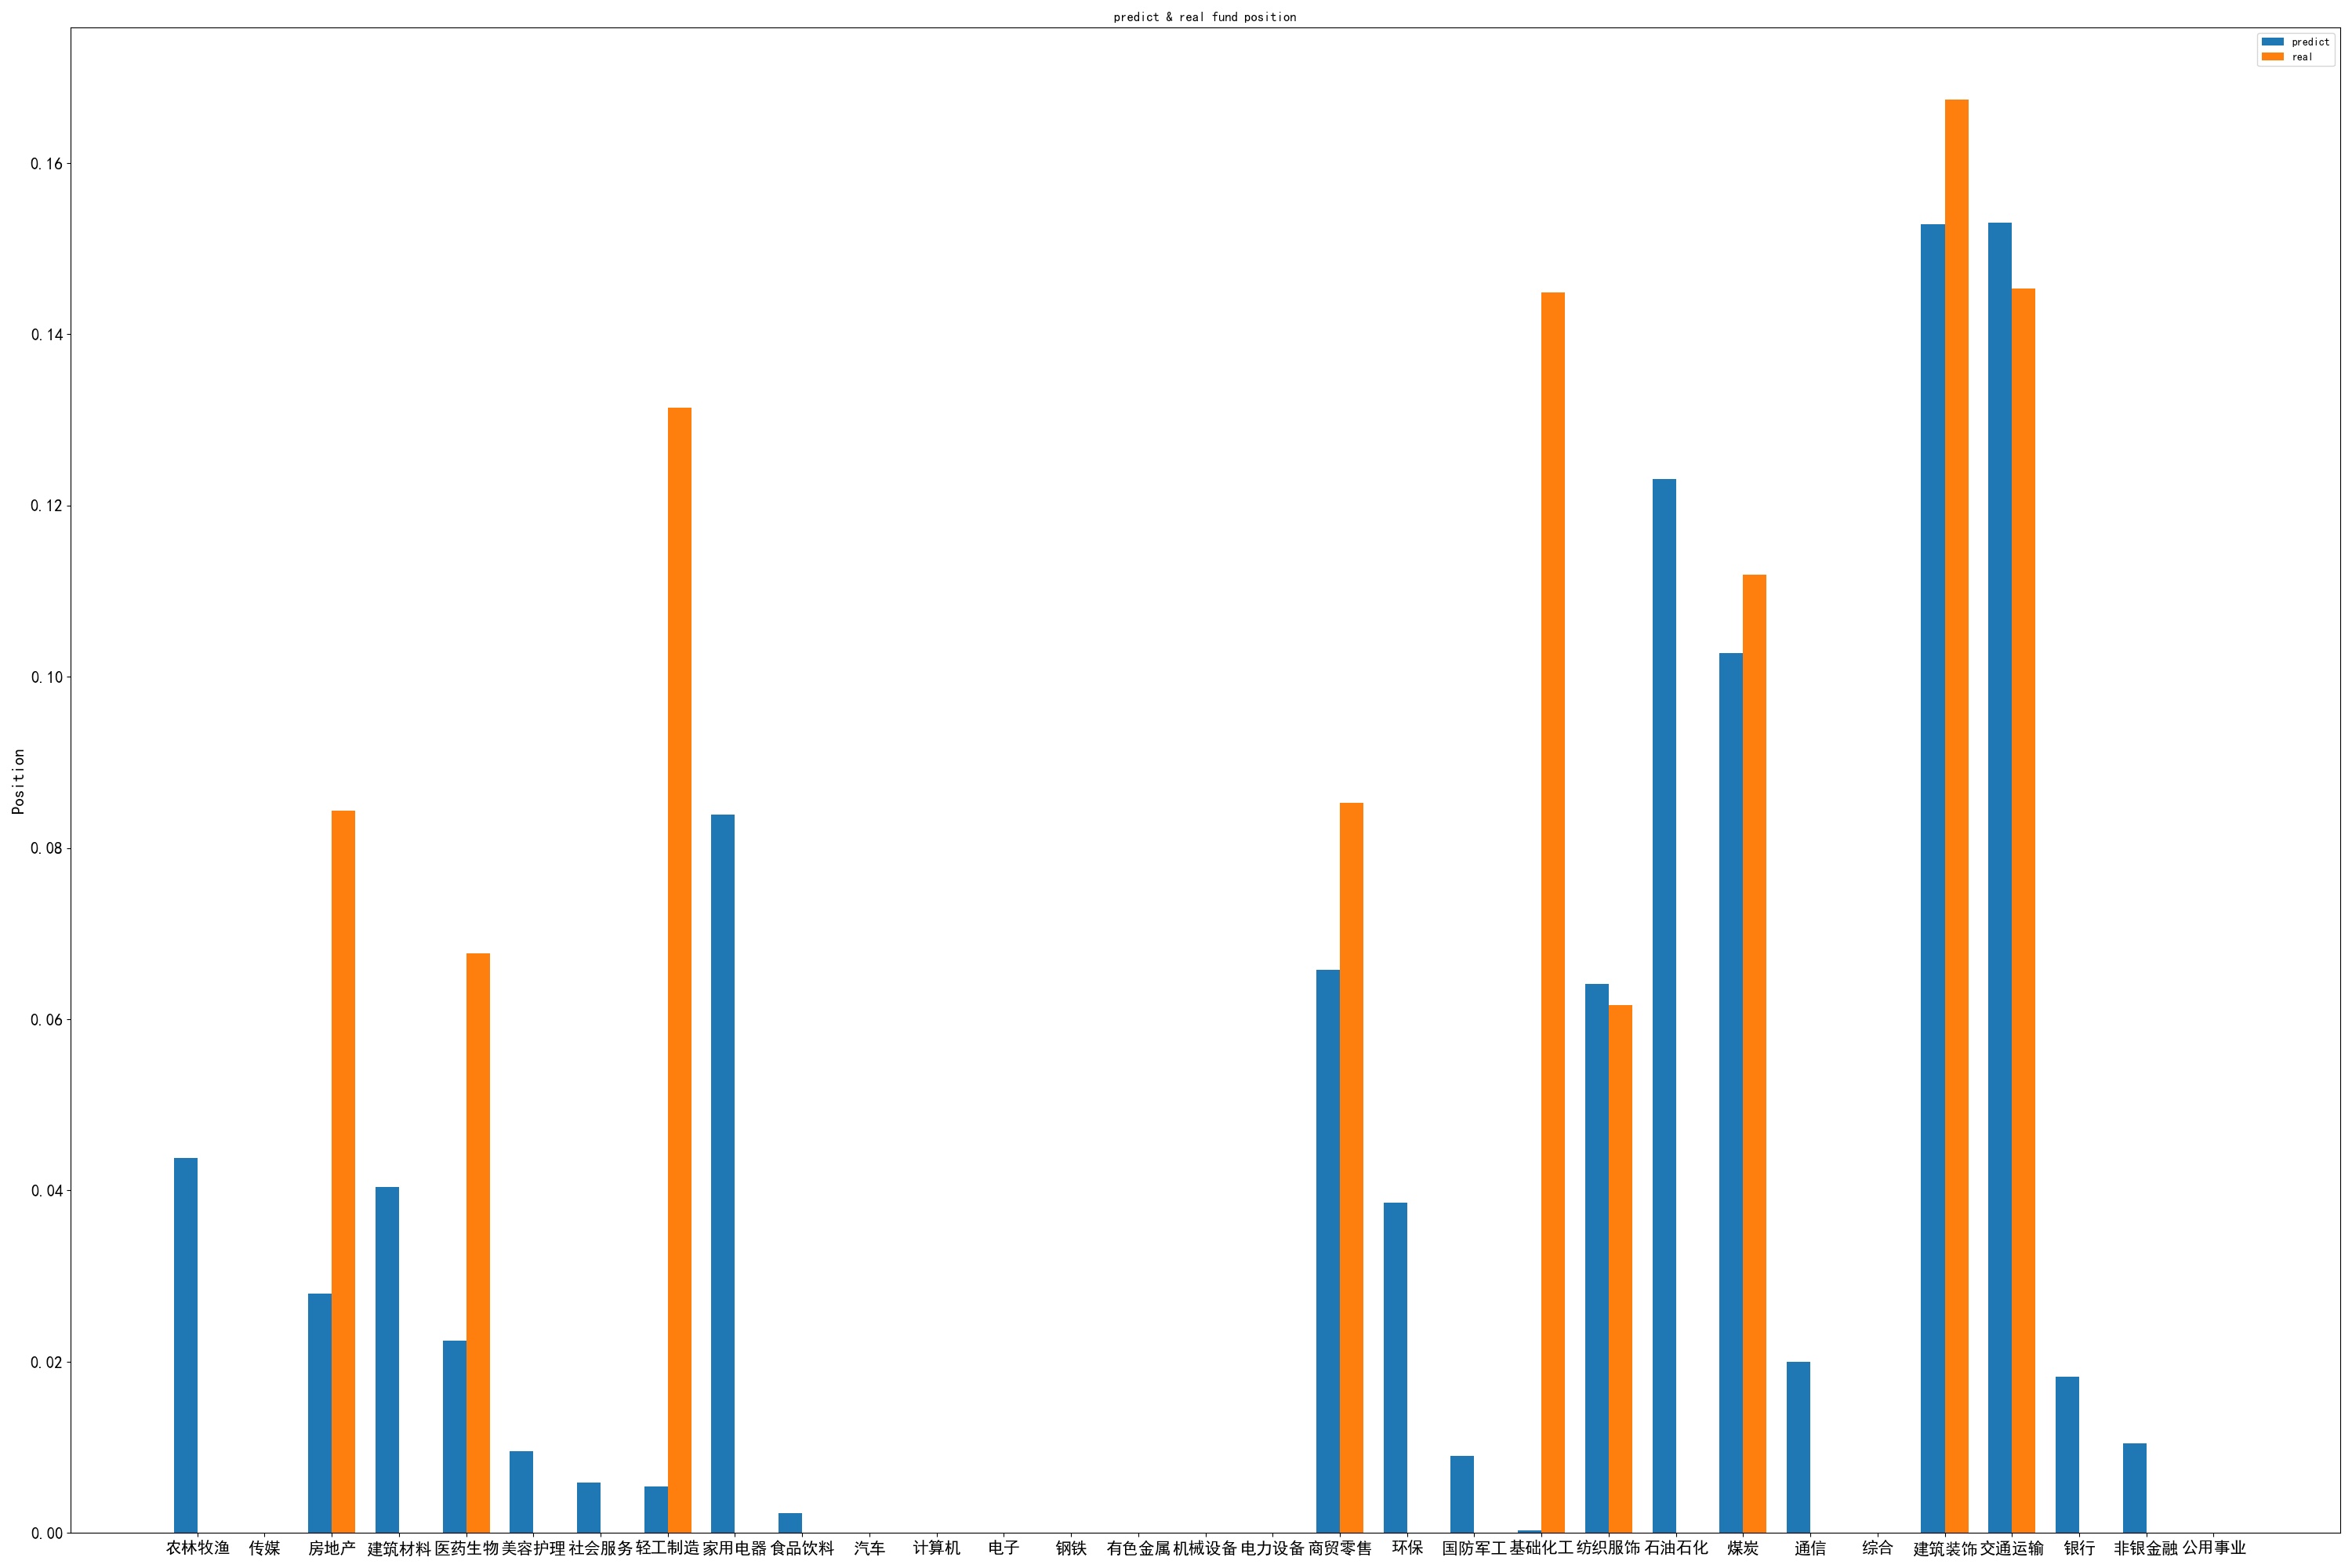 predict & real fund position
predict
real
0.16
0.14
0.12
0.10
0.08
0.06
0.04
0.02
0.00
Position
农林牧渔 传媒 房地产 建筑材料 医药生物 美容护理 社会服务 轻工制造 家用电器 食品饮料 汽车 计算机 电子 钢铁 有色金属 机械设备 电力设备 商贸零售 环保 国防军工 基础化工 纺织服饰 石油石化 煤炭 通信 综合 建筑装饰 交通运输 银行 非银金融 公用事业